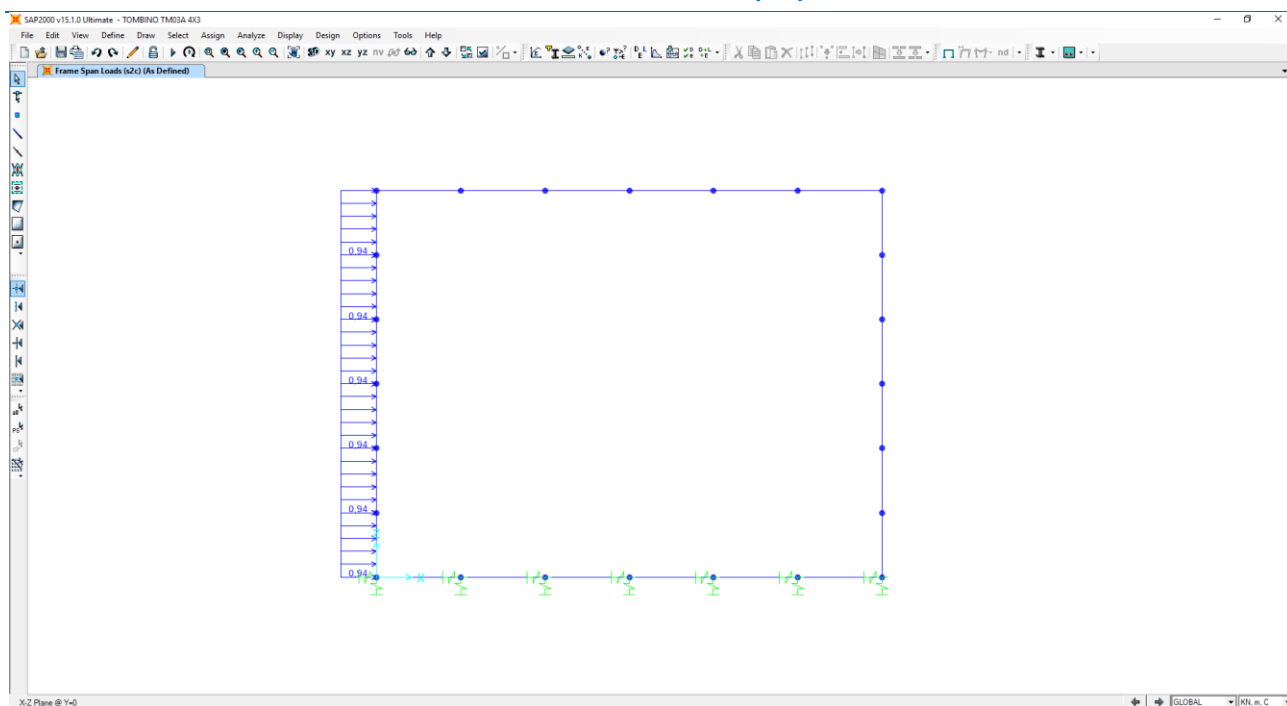 SAP2000 v15.1.0 Ultimate - TOMBINO TM03A 4X3
File Edit View Define Draw Select Assign Analyze Display Design Options Tools Help
xy xz yz nv nd
Frame Span Loads (s2c) (As Defined)
0,94
0,94
0,94
0,94
0,94
0,94
Z
X
X-Z Plane @ Y=0 GLOBAL KN, m, C